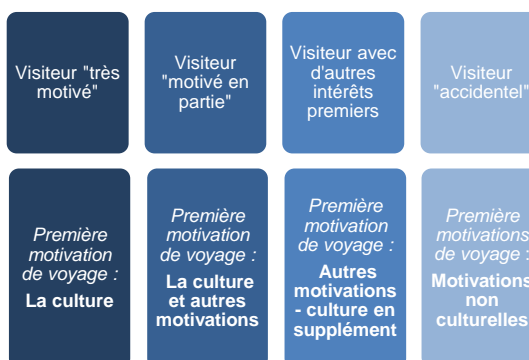 Visiteur "très
motivé"
Visiteur
"motivé en
partie"
Visiteur avec
d'autres
intérêts
premiers
Visiteur
"accidentel"
Première
motivation
de voyage :
La culture
Première
motivation
de voyage :
La culture
et autres
motivations
Première
motivation
de voyage :
Autres
motivations
- culture en
supplément
Première
motivations
de voyage :
Motivations
non
culturelles